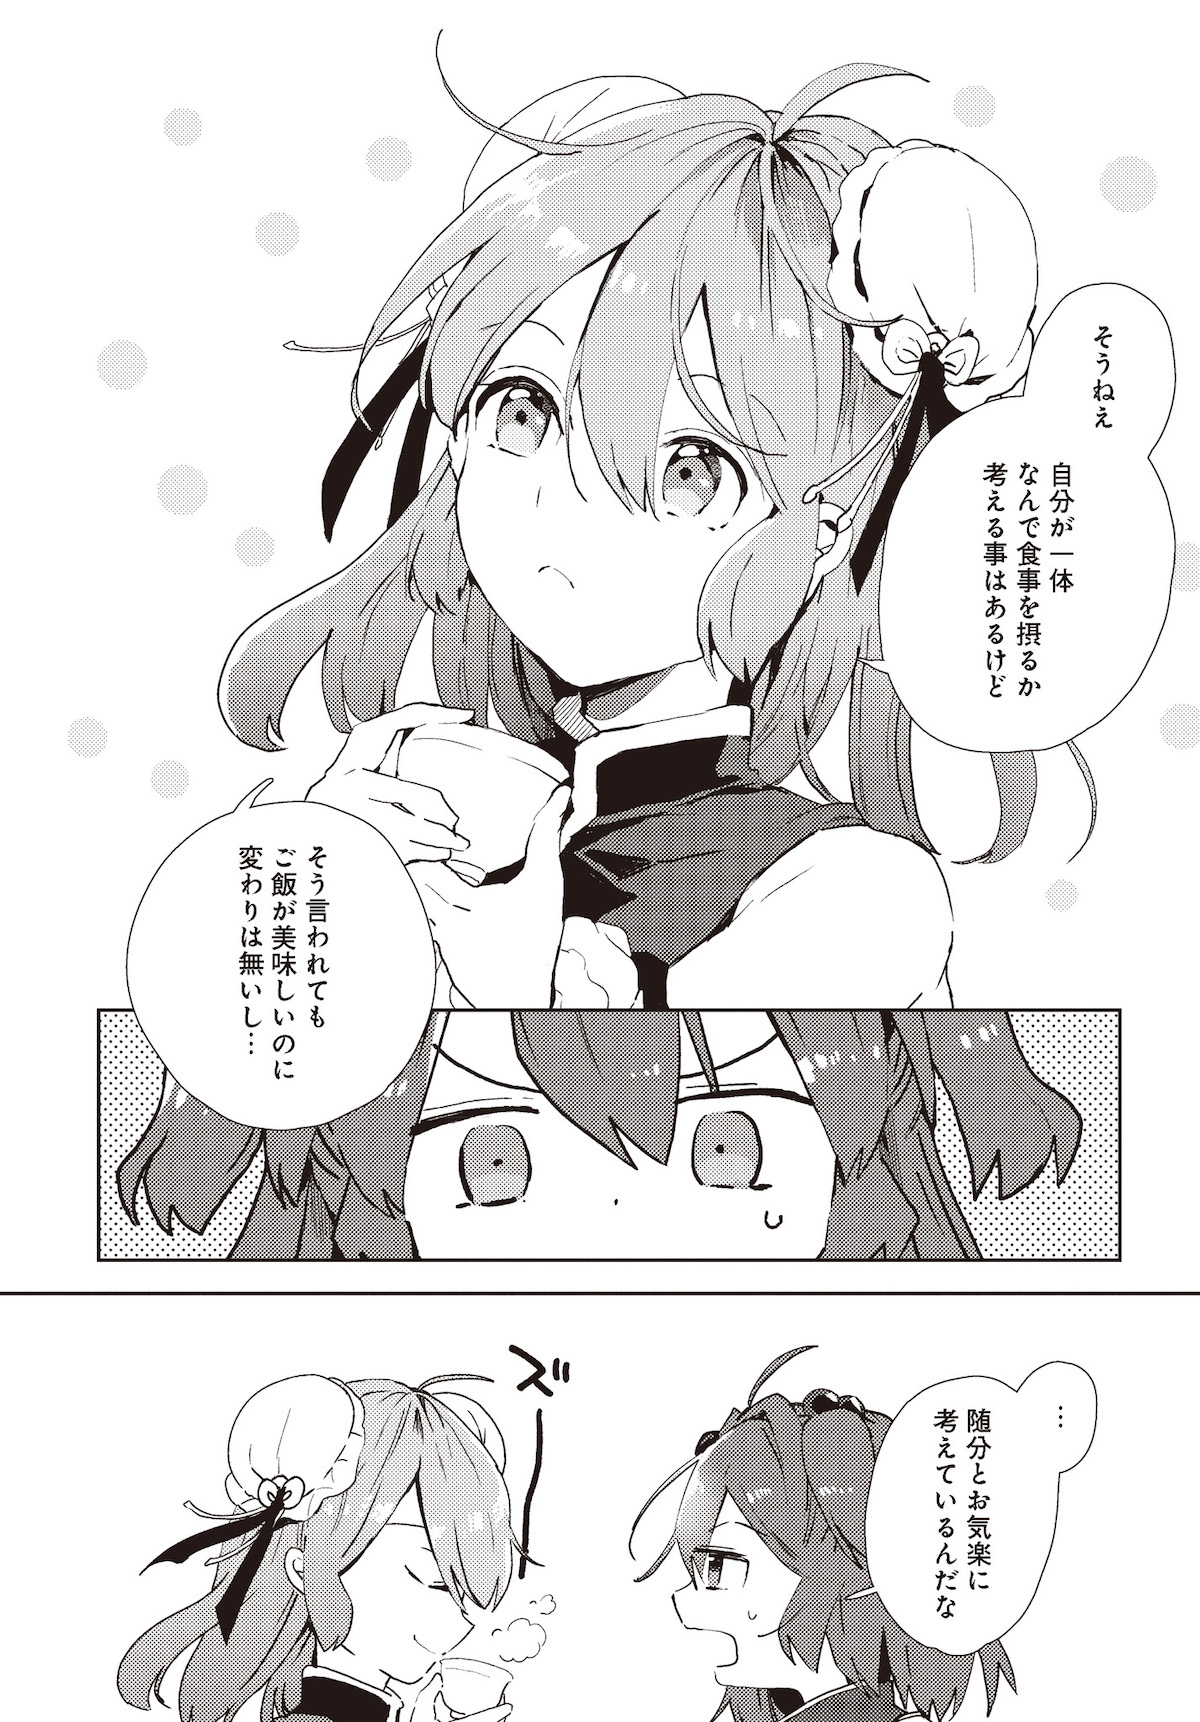 そうねえ
自分が一体
なんで食事を摂るか
考える事はあるけど
そう言われても
ご飯が美味しいのに
変わりは無いし…
…
随分とお気楽に
考えているんだな
ズー